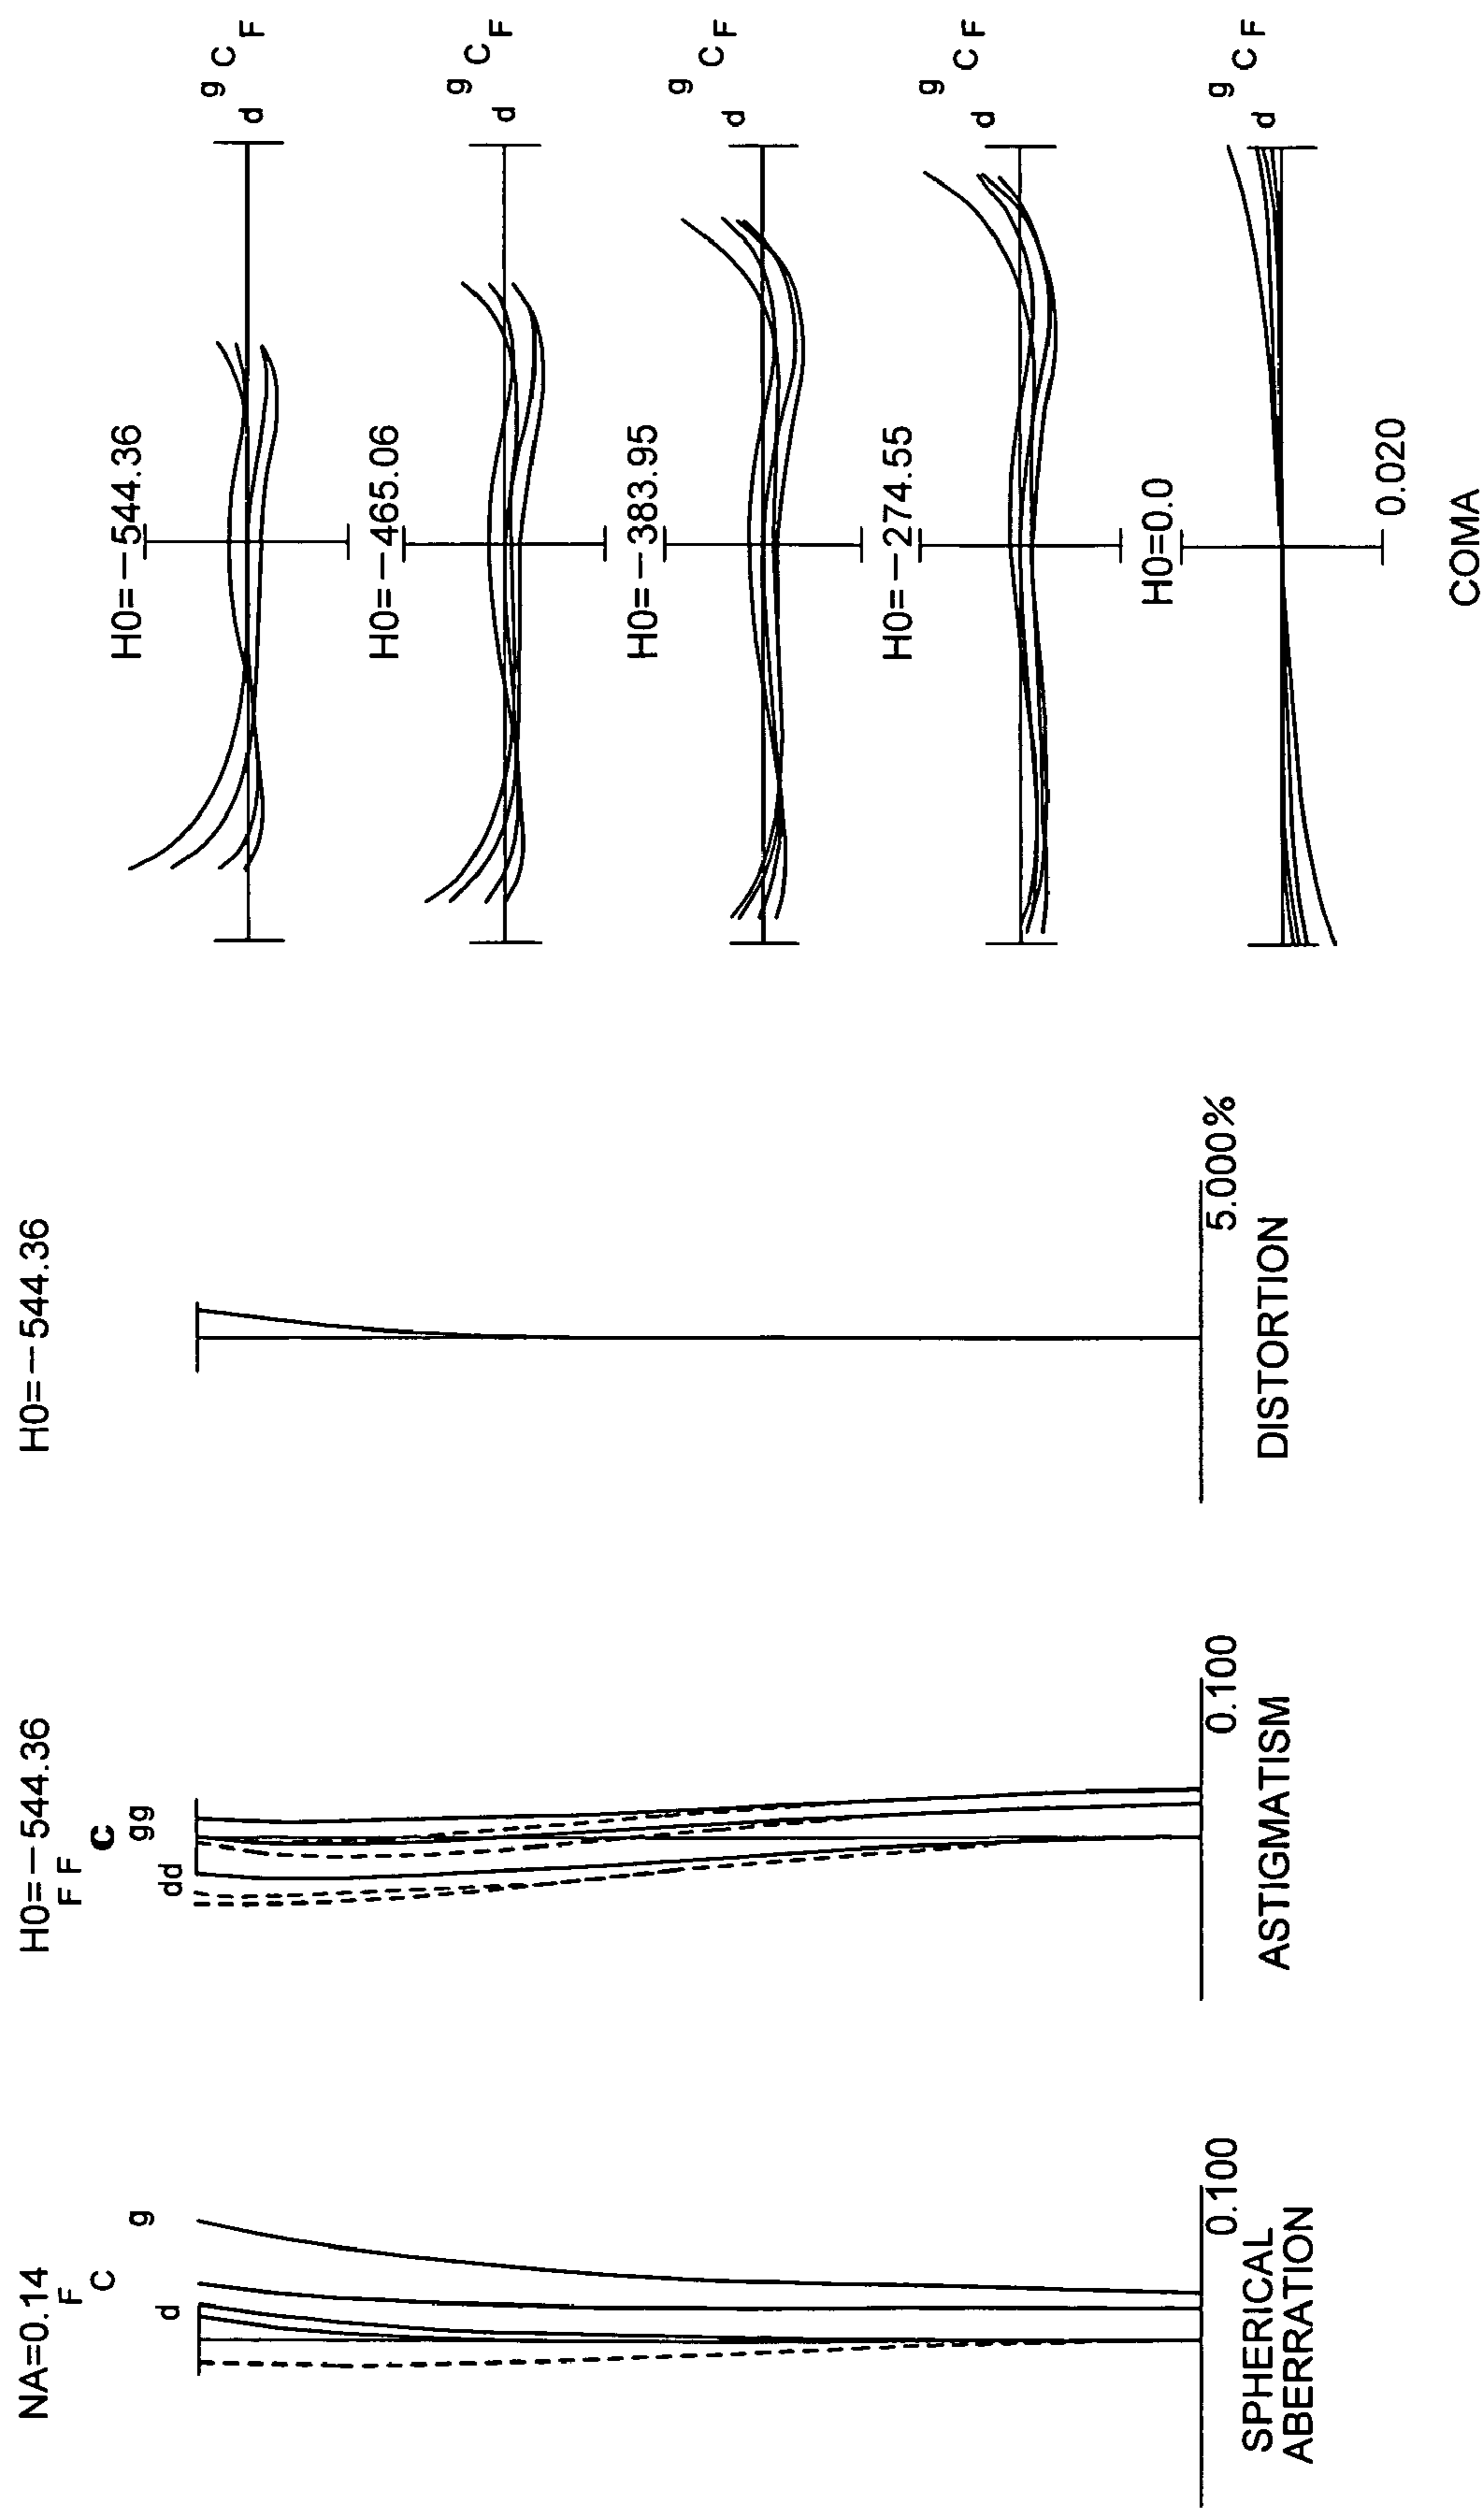 NA=0.14
F
C
d
g
0.100
SPHERICAL
ABERRATION
H0=−544.36
F F
C
dd
gg
0.100
ASTIGMATISM
H0=−544.36
5.000%
DISTORTION
H0=−544.36
g
C
F
d
H0=−465.06
g
C
F
d
H0=−383.95
g
C
F
d
H0=−274.55
g
C
F
d
H0=0.0
g
C
F
d
0.020
COMA